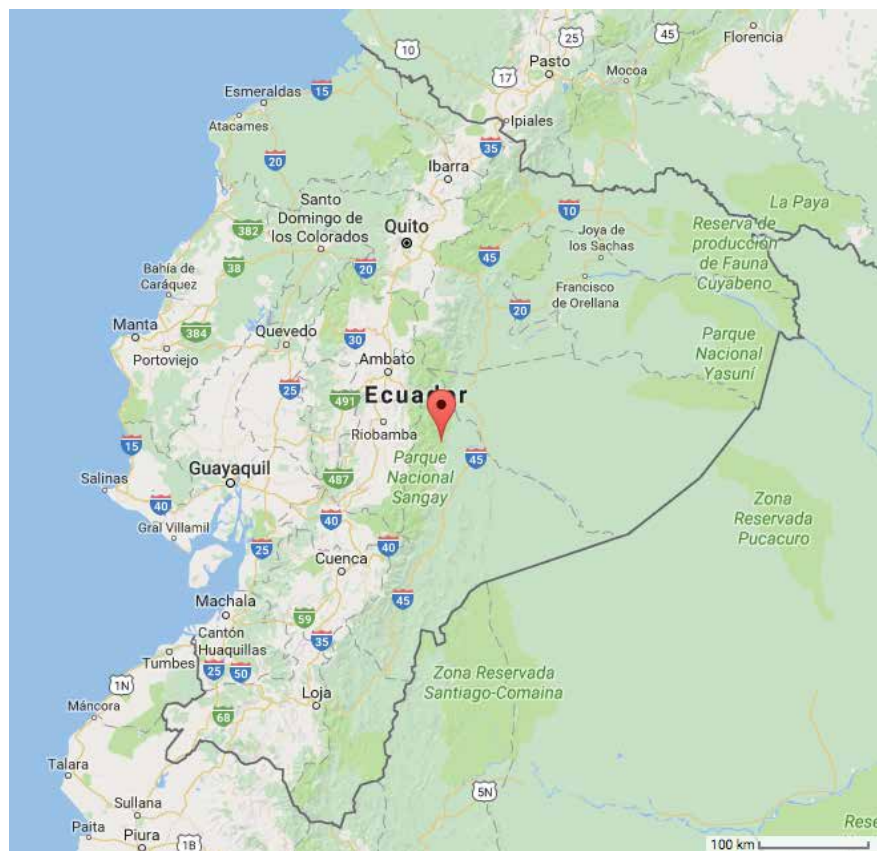 25
45
Florencia
10
Pasto
17
Mocoa
15
Esmeraldas
Atacames
Ipiales
35
20
Ibarra
La Paya
Santo
Domingo de
los Colorados
10
Reserva de
producción
de Fauna
Cuyabeno
382
Quito
Joya de
los Sachas
45
38
20
Bahía de
Caráquez
Francisco
de Orellana
20
Manta
384
Portoviejo
Quevedo
30
Parque
Nacional
Yasuní
Ambato
25
491
Ecuador
Riobamba
15
45
Parque
Nacional
Sangay
Guayaquil
487
Salinas
40
Zona
Reservada
Pucacuro
Gral Villamil
40
25
40
Cuenca
45
Machala
59
Cantón
Huaquillas
35
Tumbes
25
50
Zona Reservada
Santiago-Comaina
1N
Loja
Máncora
68
Talara
5N
Sullana
Paita
Piura
1B
Rese
100 km